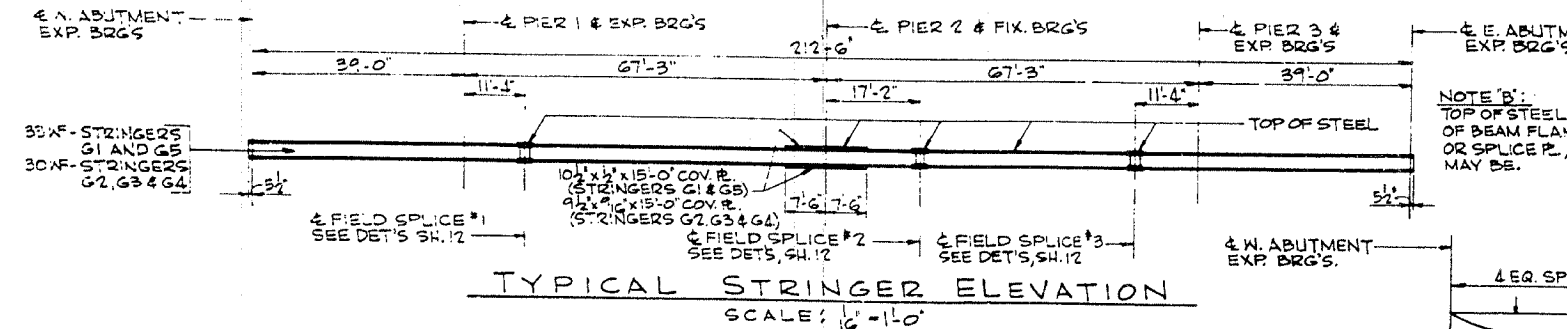 ℄ W. ABUTMENT
EXP. BRG'S
℄ PIER 1 & EXP. BRG'S
℄ PIER 2 & FIX. BRG'S
℄ PIER 3 &
EXP. BRG'S
℄ E. ABUTM
EXP. BRG'S
212'-6"
39'-0"
67'-3"
67'-3"
39'-0"
11'-4"
17'-2"
11'-4"
33 WF - STRINGERS
G1 AND G5
30 WF - STRINGERS
G2, G3 & G4
TOP OF STEEL
NOTE "B":
TOP OF STEEL
OF BEAM FLAN
OR SPLICE ℙ,
MAY BE.
10½" x ½" x 15'-0" COV. ℙ
(STRINGERS G1 & G5)
9½" x 9/16" x 15'-0" COV. ℙ
(STRINGERS G2, G3 & G4)
7'-6"
7'-6"
5½"
5½"
℄ FIELD SPLICE #1
SEE DET'S SH. 12
℄ FIELD SPLICE #2
SEE DET'S, SH. 12
℄ FIELD SPLICE #3
SEE DET'S, SH. 12
℄ W. ABUTMENT
EXP. BRG'S.
4 EQ. SP
TYPICAL STRINGER ELEVATION
SCALE: 1/16" = 1'-0"